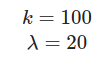 k = 100
λ = 20